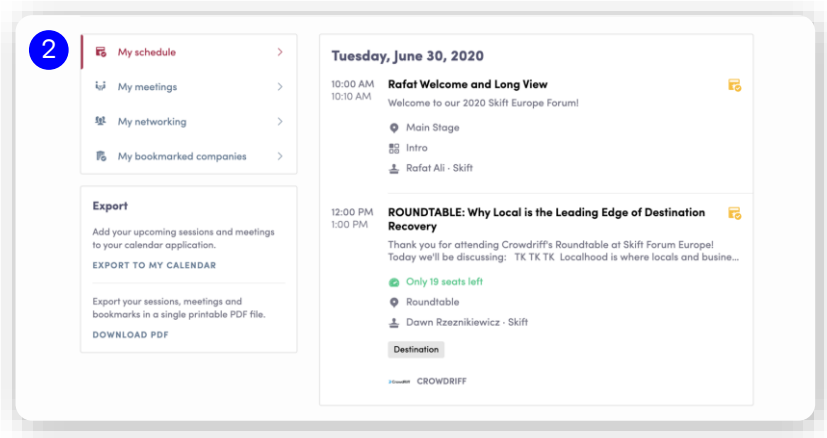 2
My schedule
My meetings
My networking
My bookmarked companies
Export
Add your upcoming sessions and meetings
to your calendar application.
EXPORT TO MY CALENDAR
Export your sessions, meetings and
bookmarks in a single printable PDF file.
DOWNLOAD PDF
Tuesday, June 30, 2020
10:00 AM
10:10 AM
Rafat Welcome and Long View
Welcome to our 2020 Skift Europe Forum!
Main Stage
Intro
Rafat Ali · Skift
12:00 PM
1:00 PM
ROUNDTABLE: Why Local is the Leading Edge of Destination
Recovery
Thank you for attending Crowdriff's Roundtable at Skift Forum Europe!
Today we'll be discussing: TK TK TK Localhood is where locals and busine...
Only 19 seats left
Roundtable
Dawn Rzeznikiewicz · Skift
Destination
CROWDRIFF